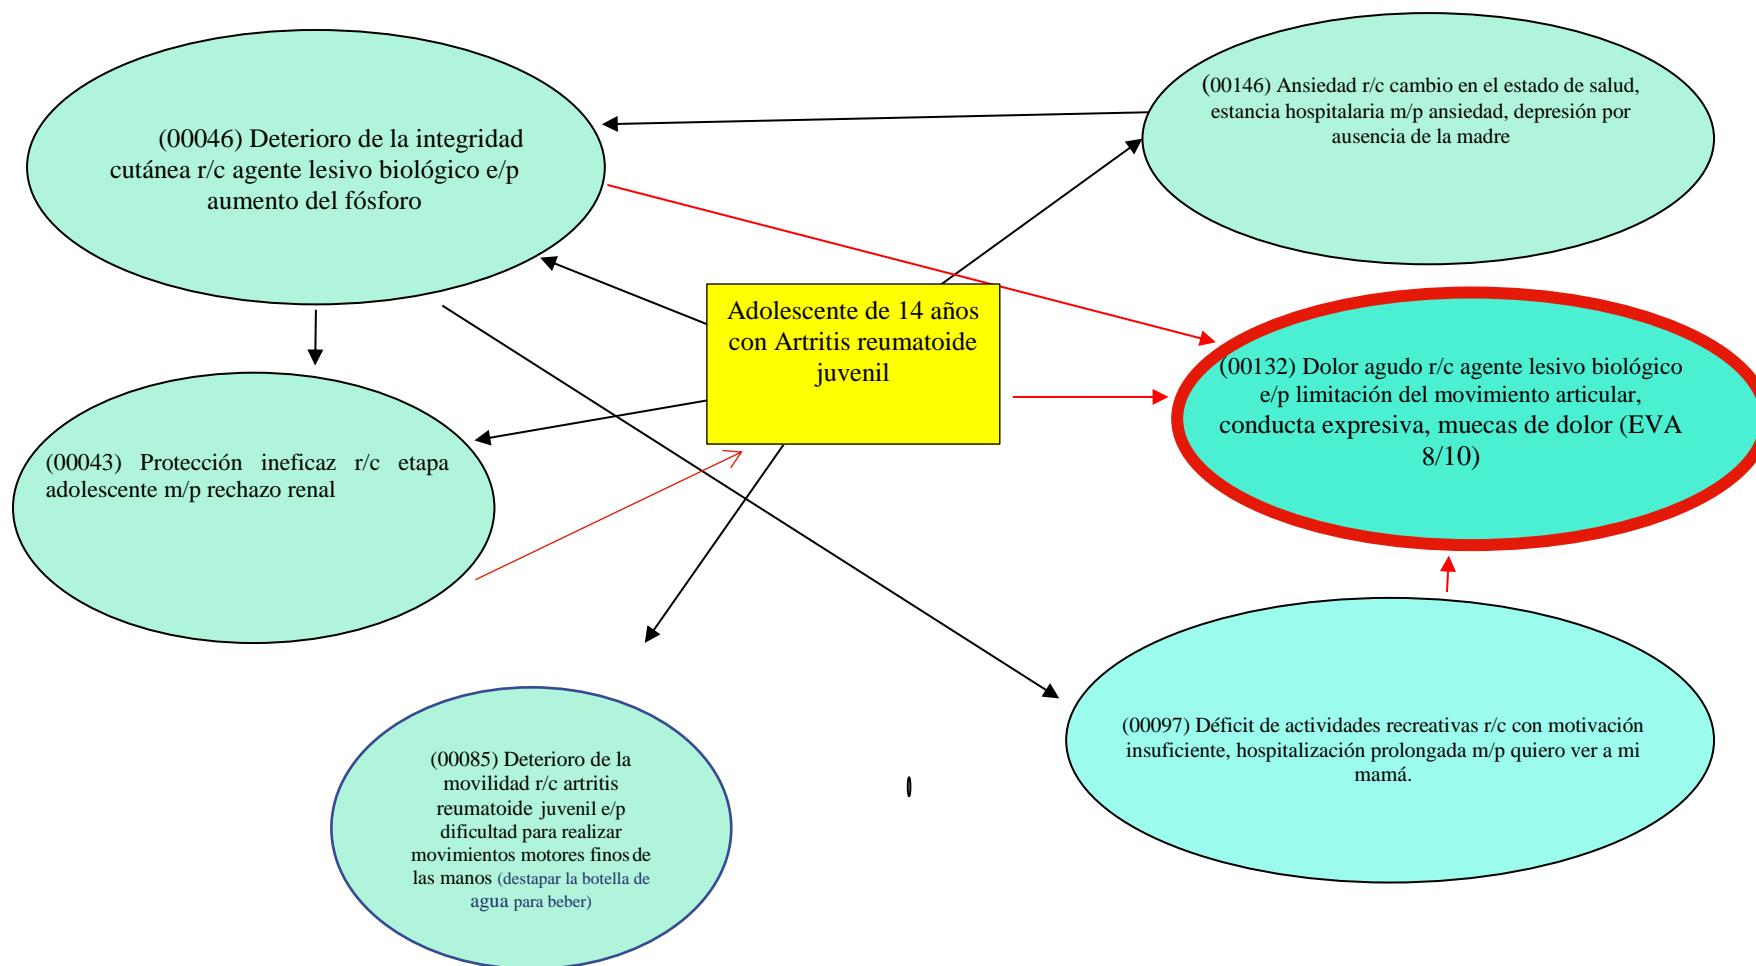 (00046) Deterioro de la integridad
cutánea r/c agente lesivo biológico e/p
aumento del fósforo
(00146) Ansiedad r/c cambio en el estado de salud,
estancia hospitalaria m/p ansiedad, depresión por
ausencia de la madre
Adolescente de 14 años
con Artritis reumatoide
juvenil
(00132) Dolor agudo r/c agente lesivo biológico
e/p limitación del movimiento articular,
conducta expresiva, muecas de dolor (EVA
8/10)
(00043) Protección ineficaz r/c etapa
adolescente m/p rechazo renal
(00085) Deterioro de la
movilidad r/c artritis
reumatoide juvenil e/p
dificultad para realizar
movimientos motores finos de
las manos (destapar la botella de
agua para beber)
(00097) Déficit de actividades recreativas r/c con motivación
insuficiente, hospitalización prolongada m/p quiero ver a mi
mamá.